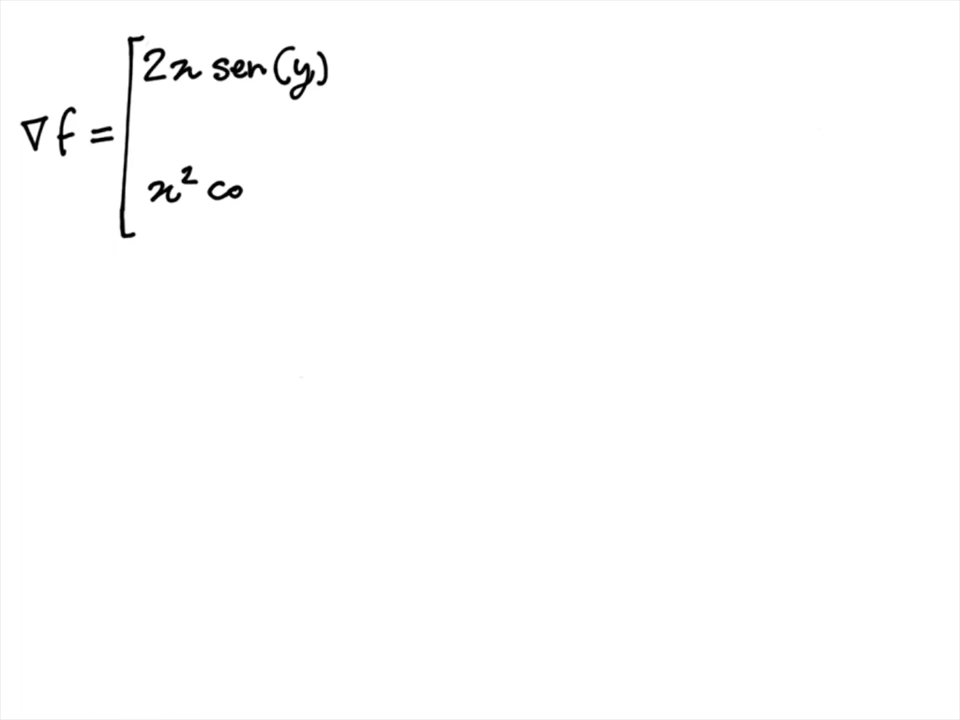 ∇f = [ 2x sen(y)
x² co